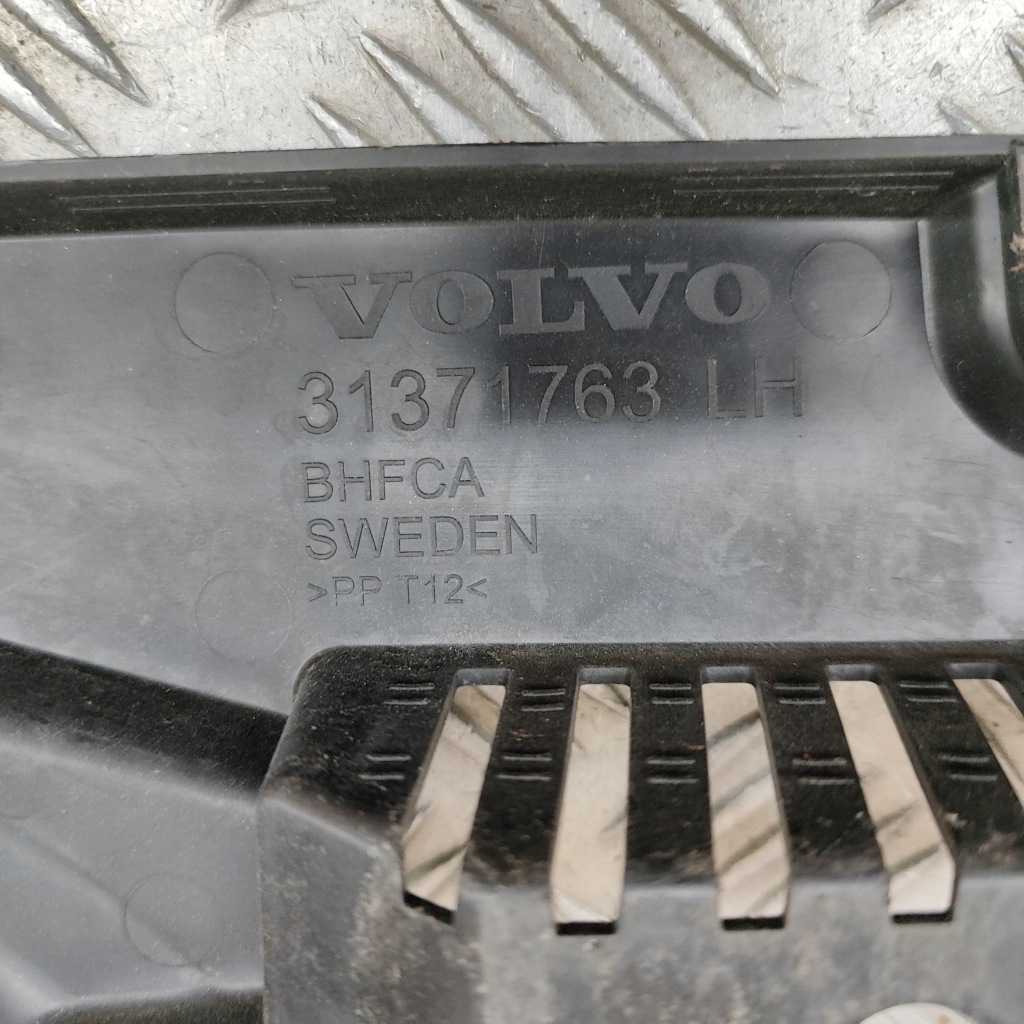 VOLVO
31371763 LH
BHFCA
SWEDEN
>PP T12<